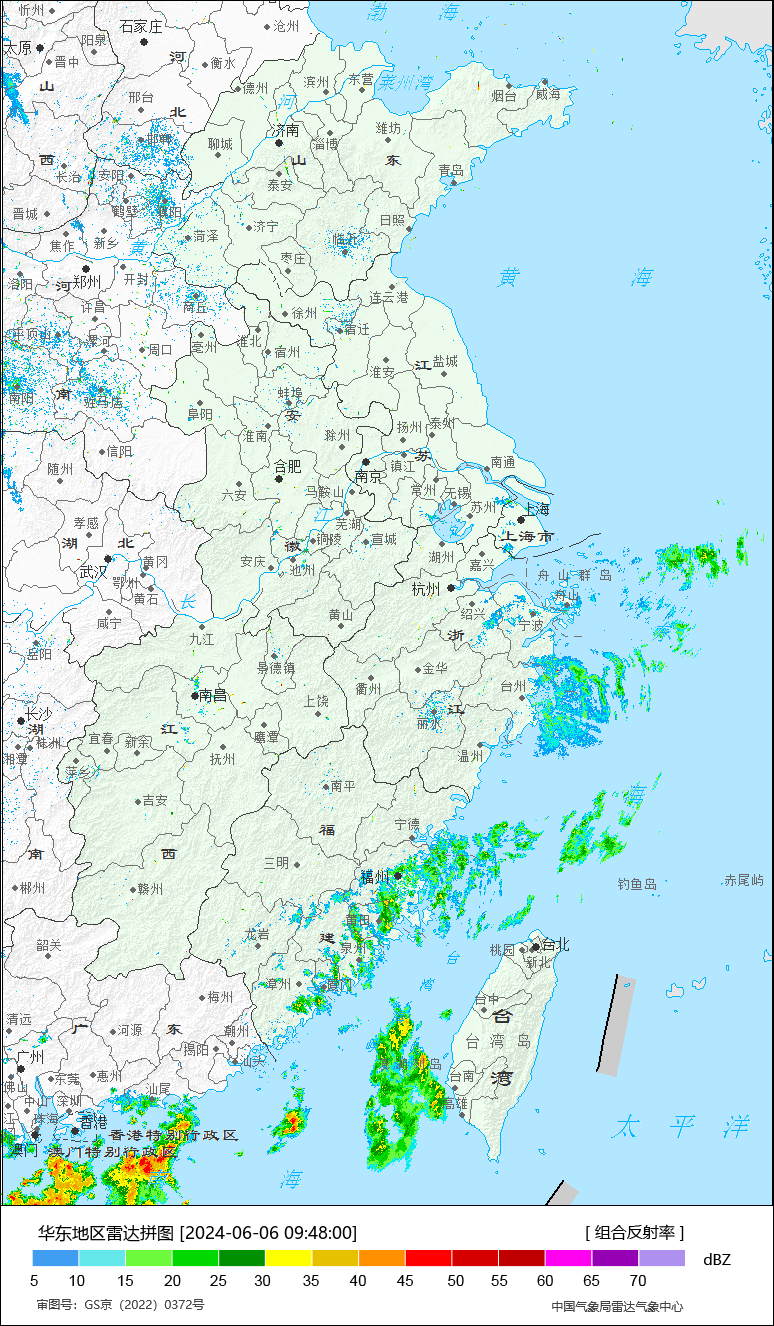 忻州
沧州
渤 海
石家庄
太原
阳泉
河
晋中
衡水
山
德州
滨州
东营
莱州湾
烟台
威海
邢台
北
河
济南
潍坊
邯郸
聊城
淄博
西
山
东
长治
安阳
泰安
青岛
鹤壁
濮阳
晋城
济宁
日照
焦作
新乡
黄
菏泽
临沂
枣庄
黄 海
洛阳
河
郑州
开封
连云港
许昌
商丘
徐州
宿迁
平顶山
漯河
周口
亳州
淮北
宿州
江
盐城
淮安
南阳
南
驻马店
蚌埠
阜阳
安
扬州
泰州
淮南
滁州
苏
信阳
随州
合肥
南京
镇江
南通
六安
马鞍山
常州
无锡
苏州
上海
孝感
江
芜湖
湖
北
徽
铜陵
宣城
上海市
武汉
黄冈
安庆
池州
湖州
嘉兴
舟山群岛
鄂州
杭州
黄石
长
舟山
咸宁
黄山
绍兴
宁波
九江
浙
岳阳
景德镇
金华
衢州
台州
南昌
上饶
长沙
湖
江
丽水
江
宜春
新余
鹰潭
株洲
湘潭
抚州
温州
萍乡
南平
海
吉安
福
宁德
南
西
三明
福州
郴州
赣州
钓鱼岛
赤尾屿
莆田
龙岩
建
泉州
韶关
桃园
台北
新北
台
湾
漳州
厦门
梅州
台中
清远
广
河源
东
潮州
台
台湾岛
揭阳
广州
汕头
岛
佛山
东莞
惠州
台南
湾
汕尾
高雄
中山
深圳
江
珠海
香港
香港特别行政区
太平洋
澳门
澳门特别行政区
海
华东地区雷达拼图 [2024-06-06 09:48:00]
[ 组合反射率 ]
dBZ
5 10 15 20 25 30 35 40 45 50 55 60 65 70
审图号：GS京（2022）0372号
中国气象局雷达气象中心